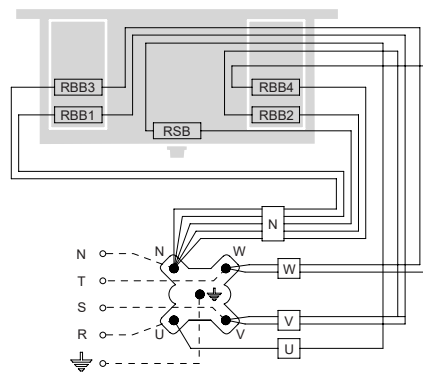 RBB3 RBB4
RBB1 RBB2
RSB
N
N N W
T W
S
V
R U V
U